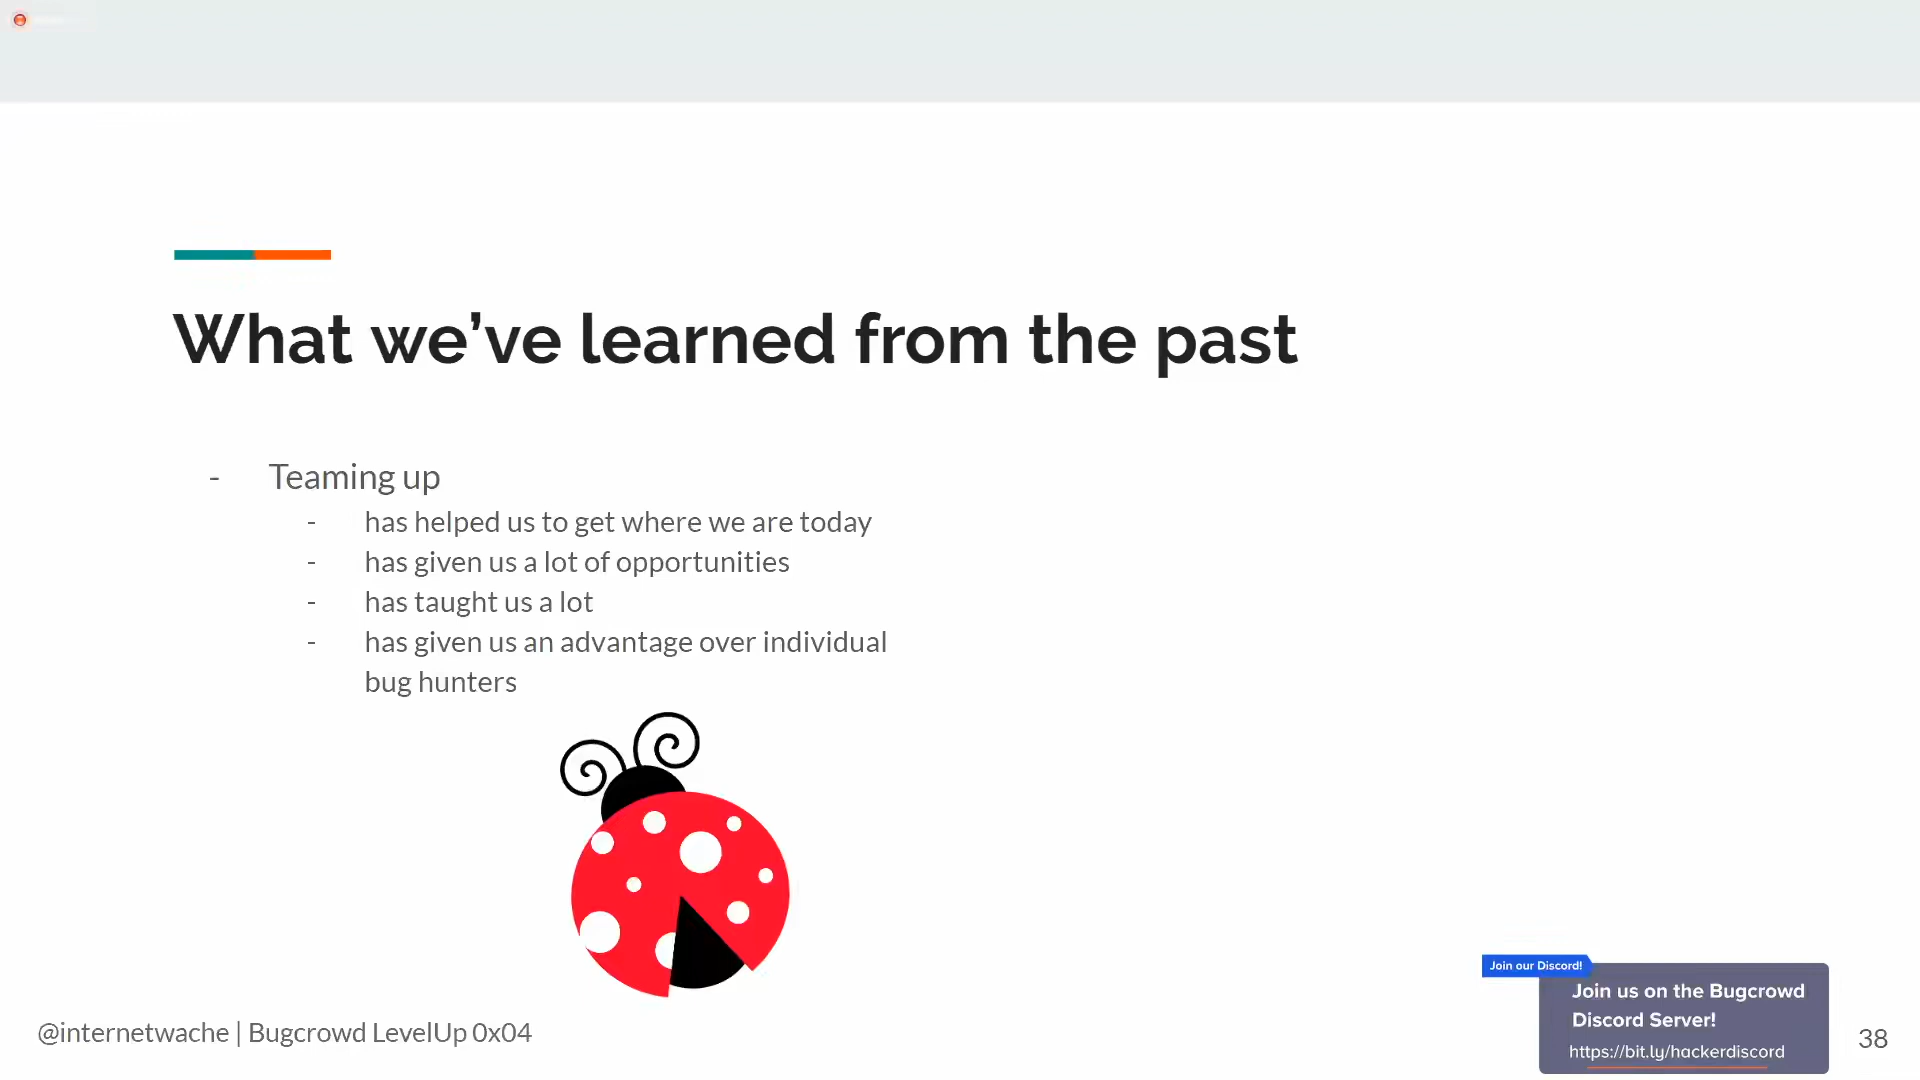 What we’ve learned from the past
- Teaming up
- has helped us to get where we are today
- has given us a lot of opportunities
- has taught us a lot
- has given us an advantage over individual
bug hunters
Join our Discord!
Join us on the Bugcrowd
Discord Server!
https://bit.ly/hackerdiscord
@internetwache | Bugcrowd LevelUp 0x04
38